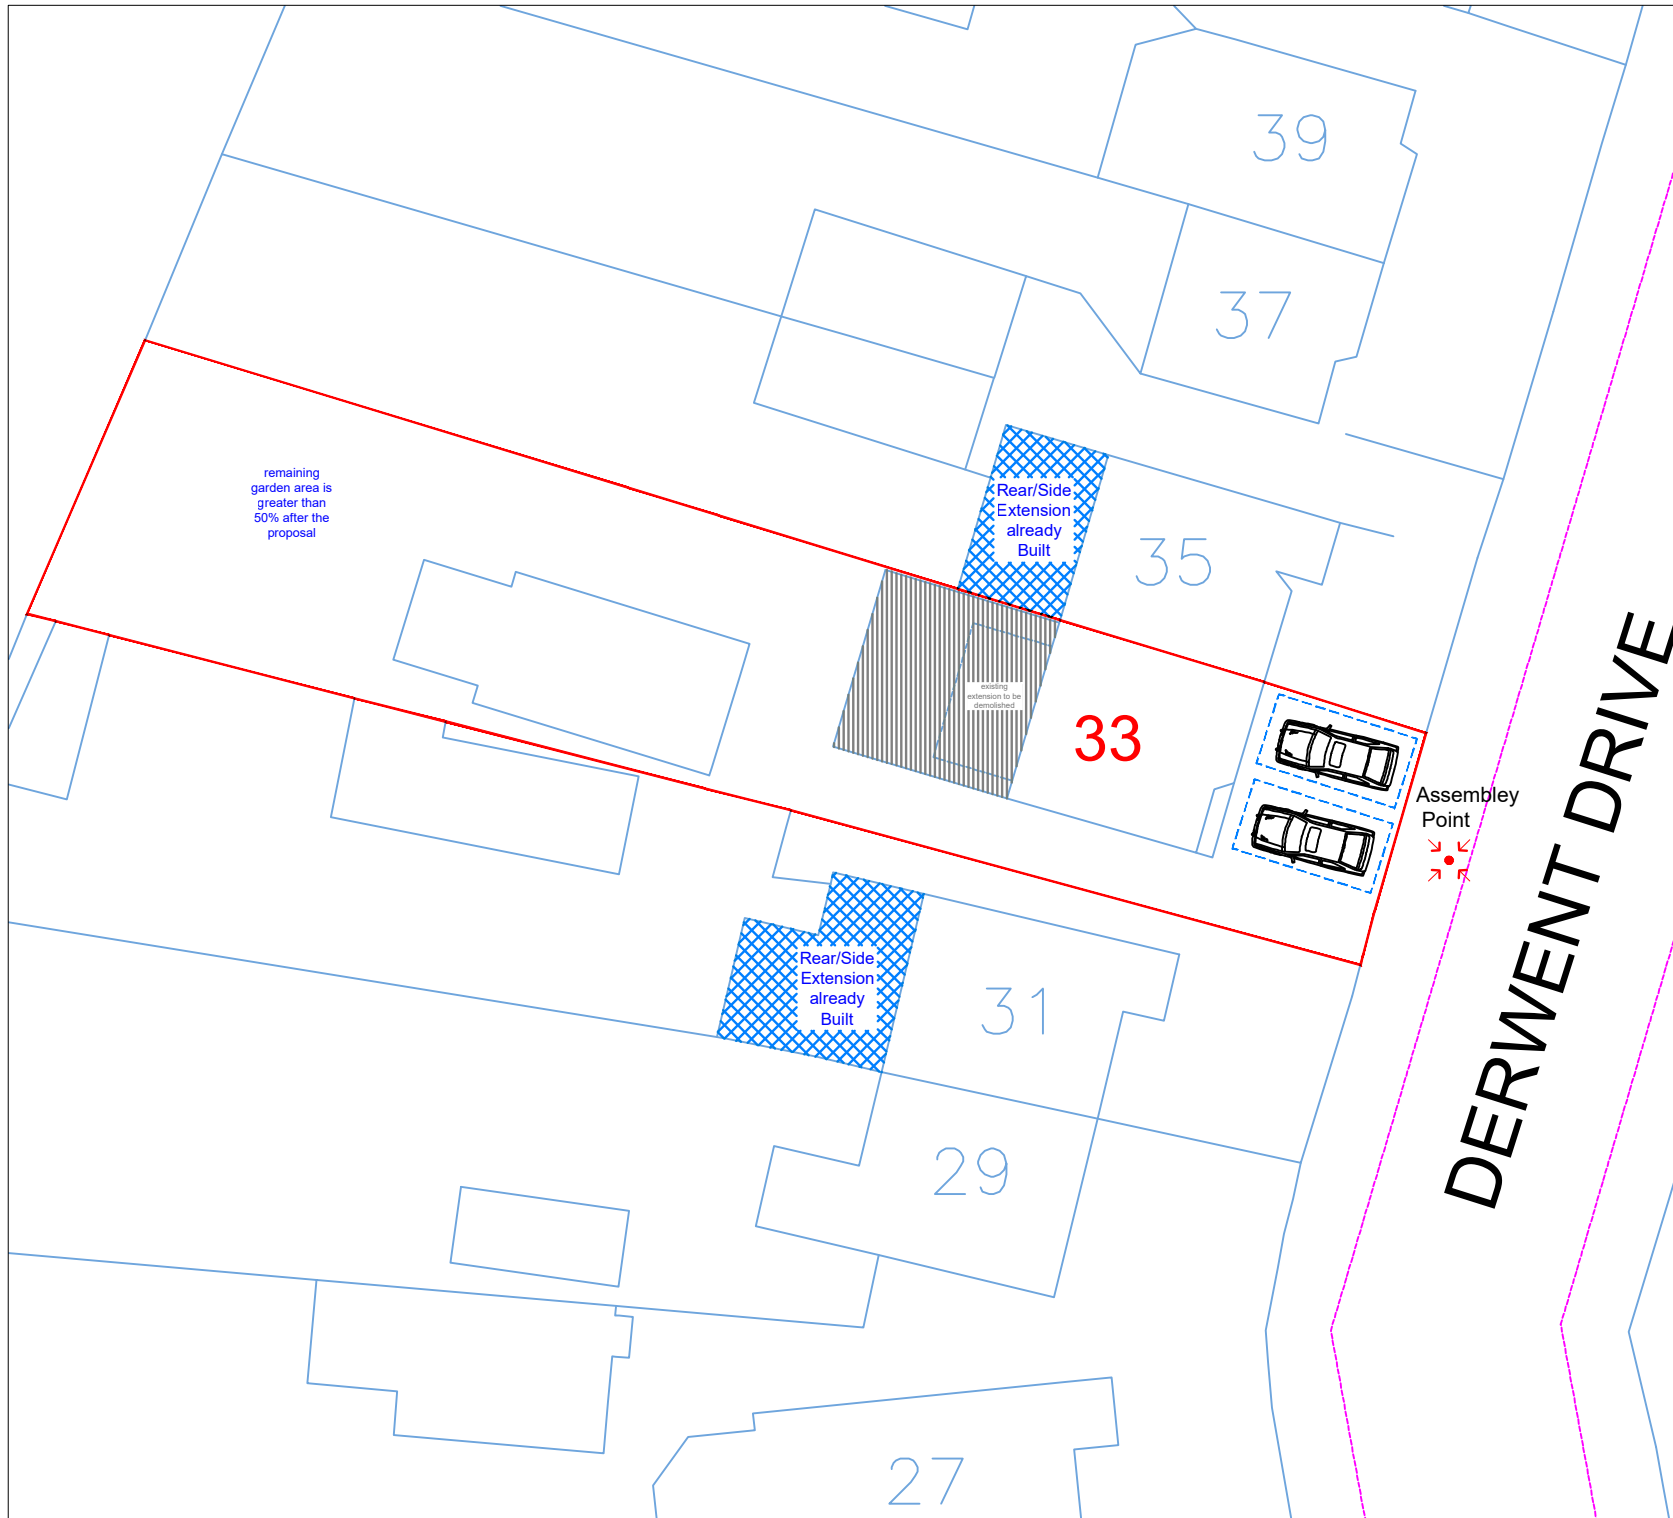 39
37
remaining
garden area is
greater than
50% after the
proposal
Rear/Side
Extension
already
Built
35
existing
extension to be
demolished
33
Assembley
Point
DERWENT DRIVE
Rear/Side
Extension
already
Built
31
29
27